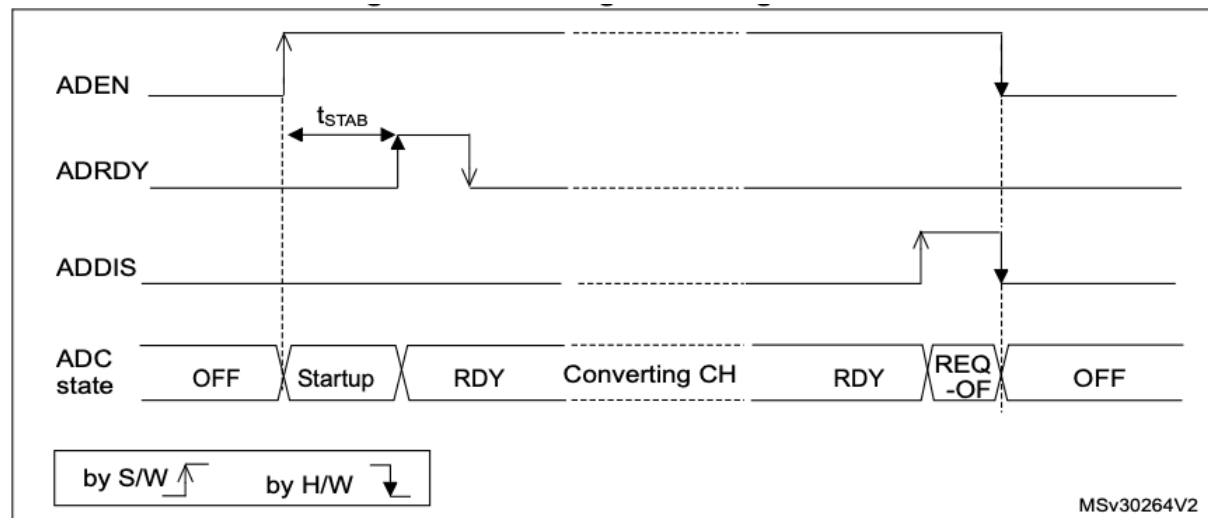 ADEN
tSTAB
ADRDY
ADDIS
ADC
state
OFF
Startup
RDY
Converting CH
RDY
REQ
-OF
OFF
by S/W
by H/W
MSv30264V2